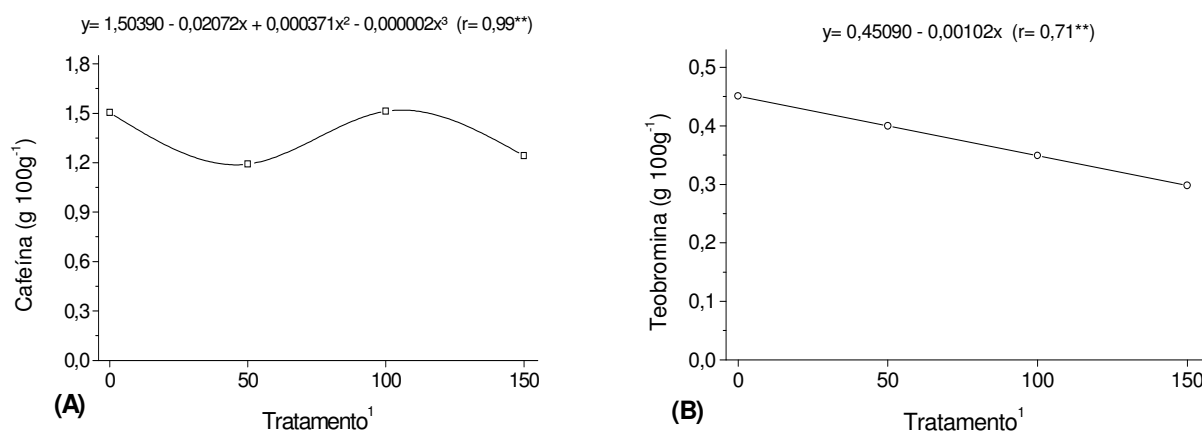 y= 1,50390 - 0,02072x + 0,000371x² - 0,000002x³ (r= 0,99**)
1,8
1,5
1,2
0,9
0,6
0,3
0,0
Cafeína (g 100g⁻¹)
0 50 100 150
(A)
Tratamento¹
y= 0,45090 - 0,00102x (r= 0,71**)
0,5
0,4
0,3
0,2
0,1
0,0
Teobromina (g 100g⁻¹)
0 50 100 150
(B)
Tratamento¹